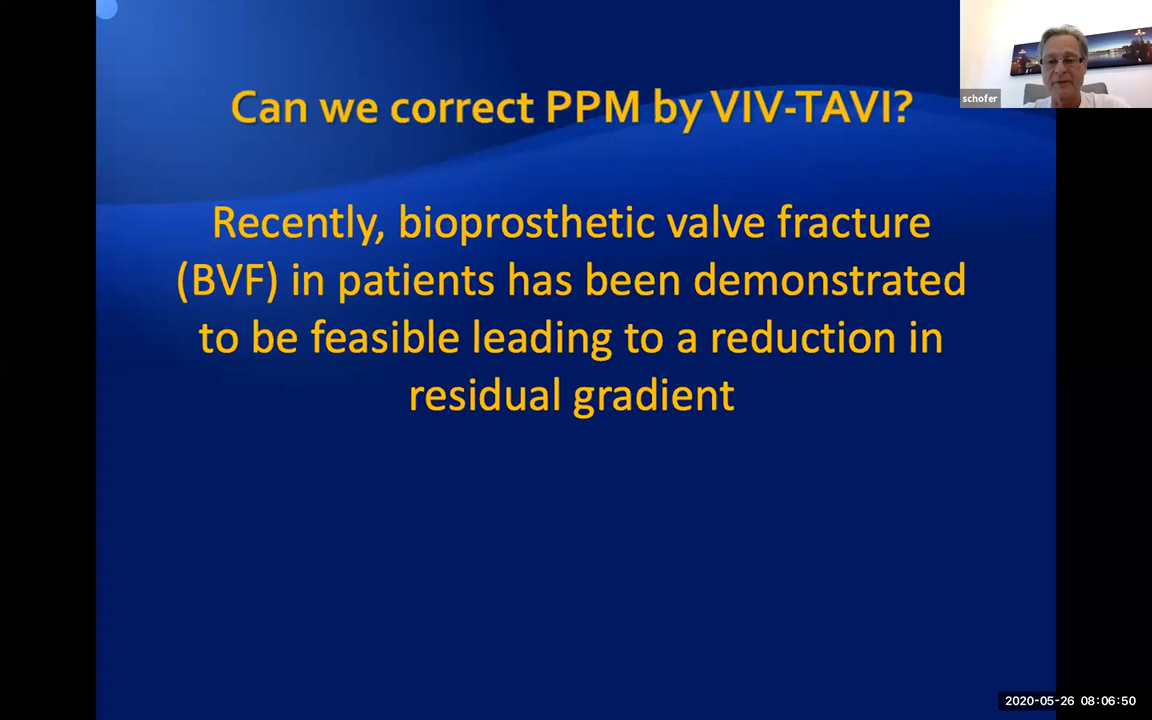 Can we correct PPM by VIV-TAVI?
schofer
Recently, bioprosthetic valve fracture
(BVF) in patients has been demonstrated
to be feasible leading to a reduction in
residual gradient
2020-05-26 08:06:50